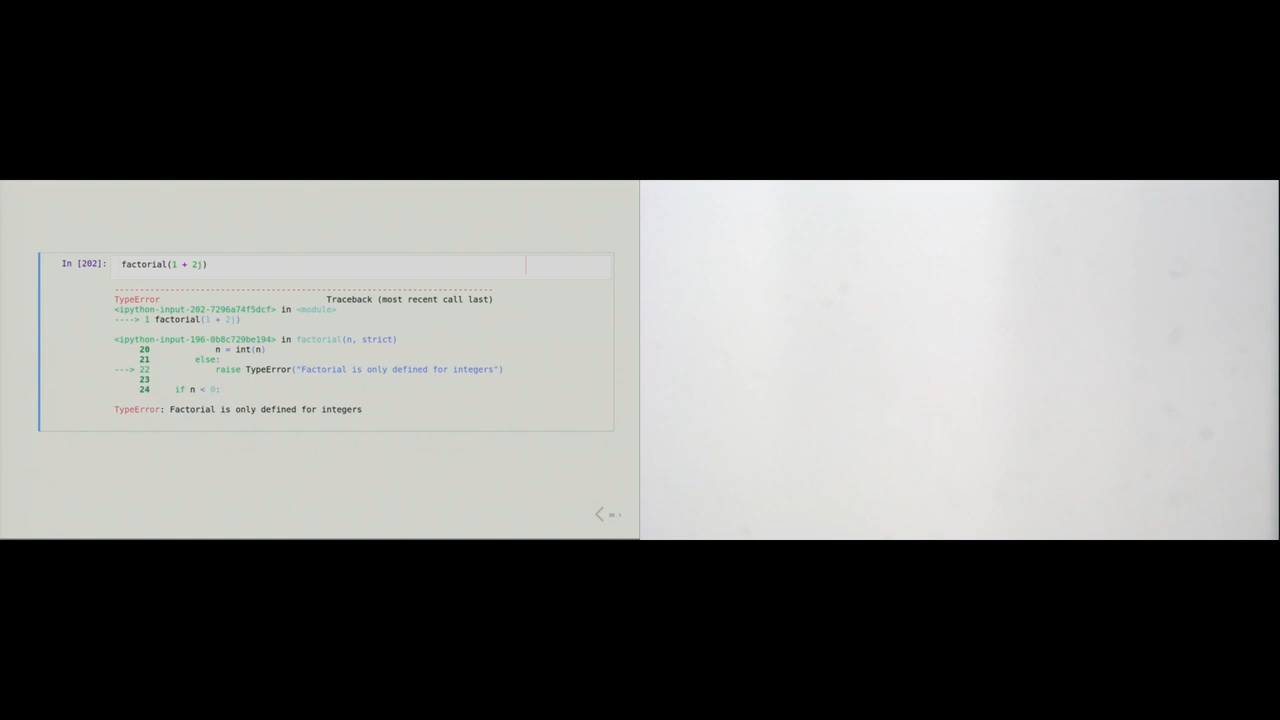 In [202]: factorial(1 + 2j)
---------------------------------------------------------------------------
TypeError                                 Traceback (most recent call last)
<ipython-input-202-7296a74f5dcf> in <module>
----> 1 factorial(1 + 2j)
<ipython-input-196-0b8c729be194> in factorial(n, strict)
     20             n = int(n)
     21         else:
---> 22             raise TypeError("Factorial is only defined for integers")
     23
     24     if n < 0:
TypeError: Factorial is only defined for integers